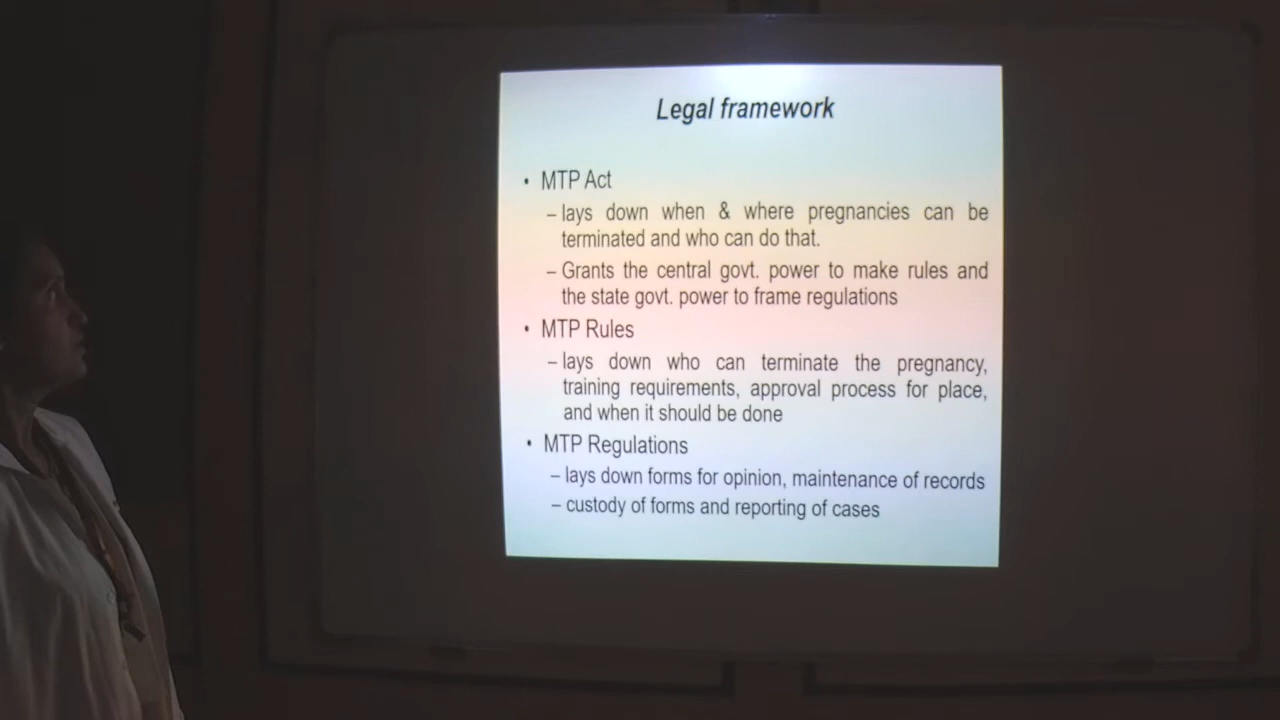 Legal framework
• MTP Act
– lays down when & where pregnancies can be
terminated and who can do that.
– Grants the central govt. power to make rules and
the state govt. power to frame regulations
• MTP Rules
– lays down who can terminate the pregnancy,
training requirements, approval process for place,
and when it should be done
• MTP Regulations
– lays down forms for opinion, maintenance of records
– custody of forms and reporting of cases